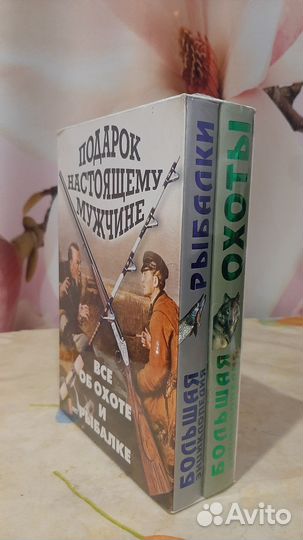 ПОДАРОК
НАСТОЯЩЕМУ
МУЖЧИНЕ
ВСЕ
ОБ ОХОТЕ
И
РЫБАЛКЕ
БОЛЬШАЯ
ЭНЦИКЛОПЕДИЯ
РЫБАЛКИ
БОЛЬШАЯ
ОХОТЫ
Avito